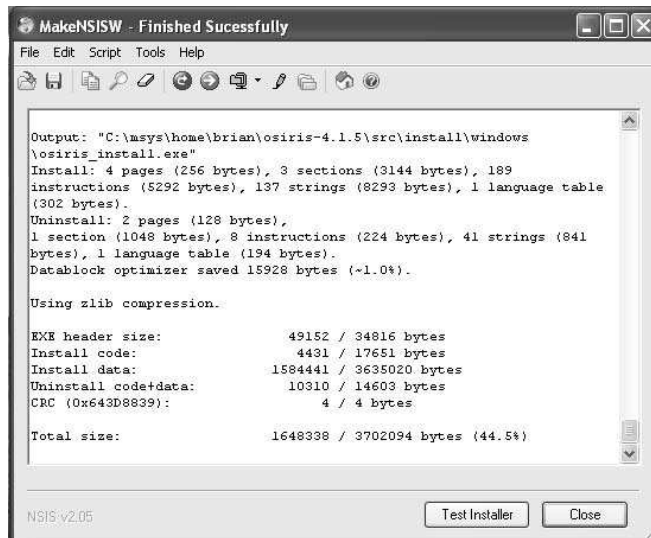 MakeNSISW - Finished Sucessfully
File Edit Script Tools Help
Output: "C:\msys\home\brian\osiris-4.1.5\src\install\windows
\osiris_install.exe"
Install: 4 pages (256 bytes), 3 sections (3144 bytes), 189
instructions (5292 bytes), 137 strings (8293 bytes), 1 language table
(302 bytes).
Uninstall: 2 pages (128 bytes),
1 section (1048 bytes), 8 instructions (224 bytes), 41 strings (841
bytes), 1 language table (194 bytes).
Datablock optimizer saved 15928 bytes (~1.0%).
Using zlib compression.
EXE header size: 49152 / 34816 bytes
Install code: 4431 / 17651 bytes
Install data: 1584441 / 3635020 bytes
Uninstall code+data: 10310 / 14603 bytes
CRC (0x643D8839): 4 / 4 bytes
Total size: 1648338 / 3702094 bytes (44.5%)
NSIS v2.05 Test Installer Close